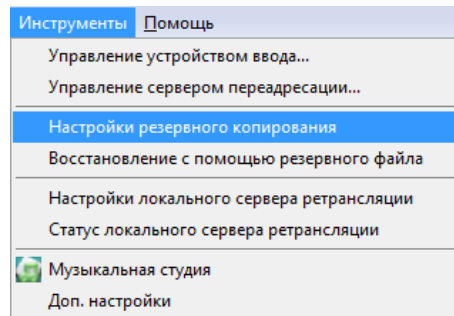 Инструменты Помощь
Управление устройством ввода...
Управление сервером переадресации...
Настройки резервного копирования
Восстановление с помощью резервного файла
Настройки локального сервера ретрансляции
Статус локального сервера ретрансляции
Музыкальная студия
Доп. настройки